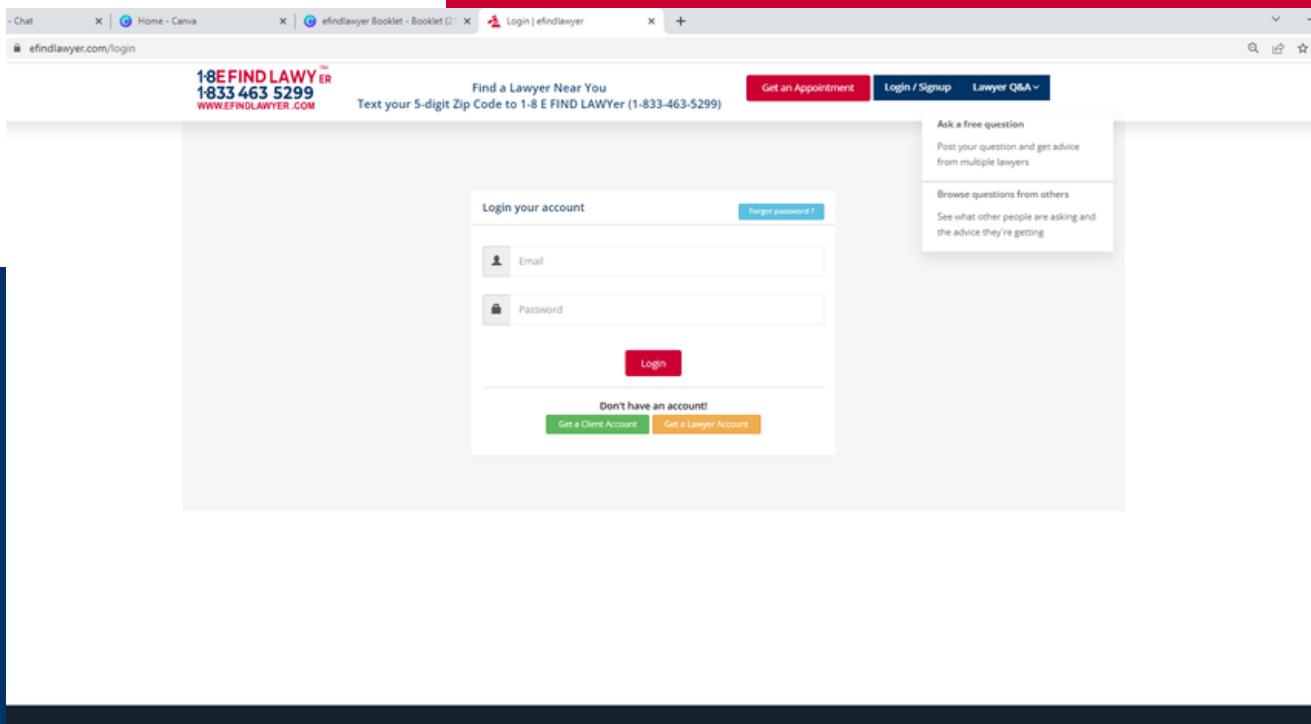 - Chat
Home - Canva
efindlawyer Booklet - Booklet (2
Login | efindlawyer
efindlawyer.com/login
1-8E FIND LAWYER™
1-833 463 5299
WWW.EFINDLAWYER.COM
Find a Lawyer Near You
Text your 5-digit Zip Code to 1-8 E FIND LAWYer (1-833-463-5299)
Get an Appointment
Login / Signup
Lawyer Q&A
Ask a free question
Post your question and get advice
from multiple lawyers
Browse questions from others
See what other people are asking and
the advice they're getting
Login your account
Forgot password ?
Email
Password
Login
Don't have an account!
Get a Client Account
Get a Lawyer Account